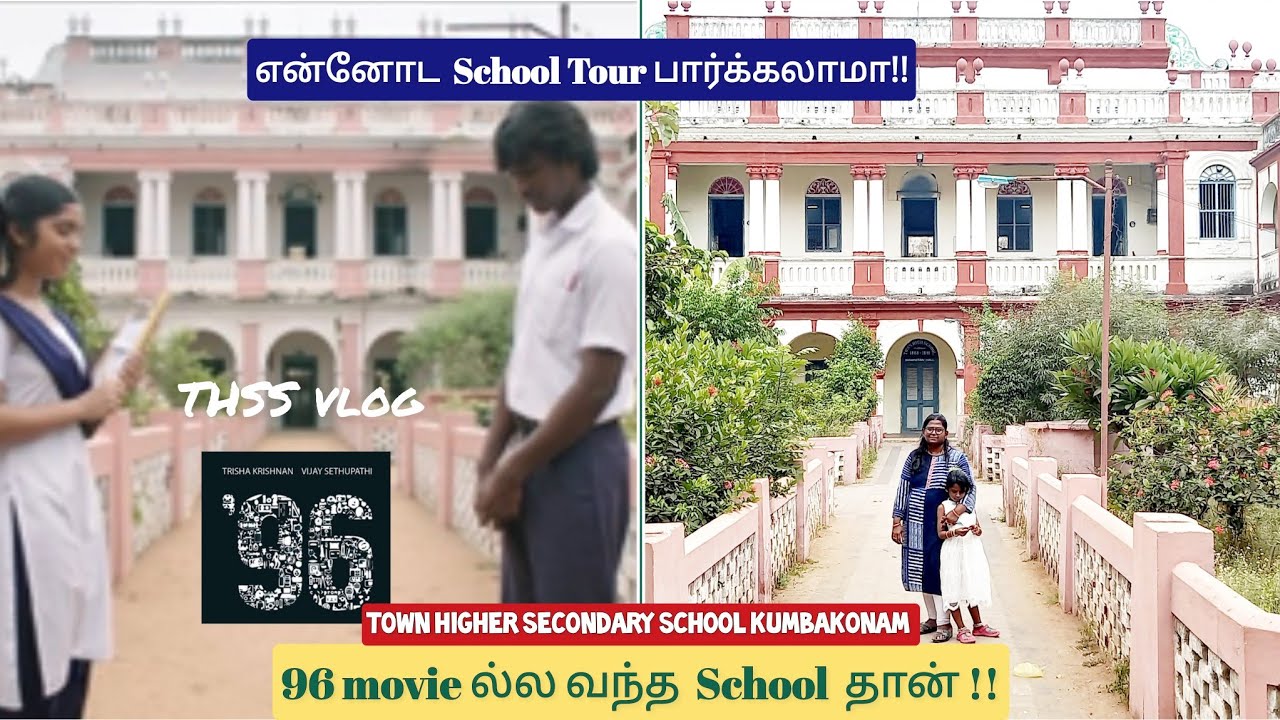 என்னோட School Tour பார்க்கலாமா!!
THSS VLOG
TRISHA KRISHNAN VIJAY SETHUPATHI
'96
TOWN HIGHER SECONDARY SCHOOL KUMBAKONAM
96 movie ல்ல வந்த School தான் !!